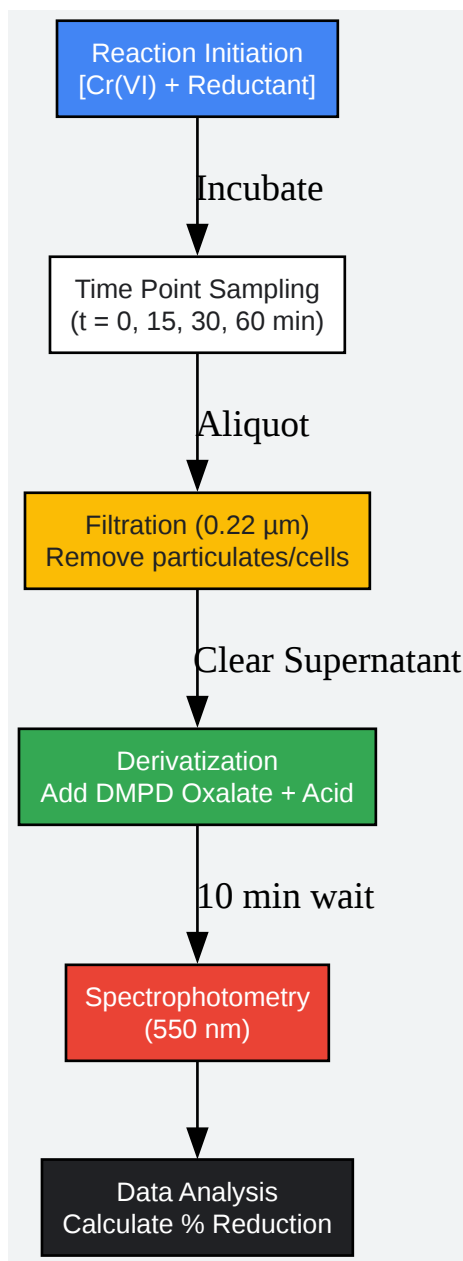 Reaction Initiation
[Cr(VI) + Reductant]
Incubate
Time Point Sampling
(t = 0, 15, 30, 60 min)
Aliquot
Filtration (0.22 µm)
Remove particulates/cells
Clear Supernatant
Derivatization
Add DMPD Oxalate + Acid
10 min wait
Spectrophotometry
(550 nm)
Data Analysis
Calculate % Reduction